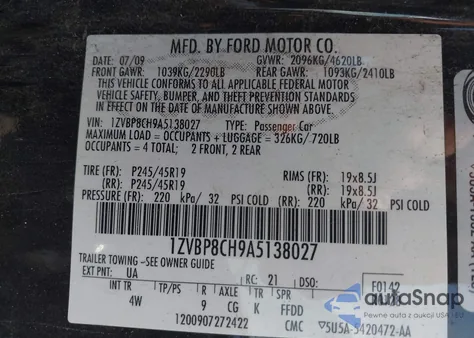 MFD. BY FORD MOTOR CO.
DATE: 07/09 GVWR: 2096KG/4620LB
FRONT GAWR: 1039KG/2290LB REAR GAWR: 1093KG/2410LB
THIS VEHICLE CONFORMS TO ALL APPLICABLE FEDERAL MOTOR
VEHICLE SAFETY, BUMPER, AND THEFT PREVENTION STANDARDS
IN EFFECT ON THE DATE OF MANUFACTURE SHOWN ABOVE.
VIN: 1ZVBP8CH9A5138027 TYPE: Passenger Car
MAXIMUM LOAD = OCCUPANTS + LUGGAGE = 326KG/720LB
OCCUPANTS = 4 TOTAL: 2 FRONT, 2 REAR
TIRE (FR): P245/45R19 RIMS (FR): 19x8.5J
(RR): P245/45R19 (RR): 19x8.5J
PRESSURE (FR): 220 kPa/ 32 PSI COLD (RR): 220 kPa/ 32 PSI COLD
1ZVBP8CH9A5138027
TRAILER TOWING - SEE OWNER GUIDE
EXT PNT: UA RC: 21 DSO: F0142
INT TR TP/PS R AXLE TR SPR
4W 9 CG K FFDD
1200907272422 CMC 5U5A-5420472-AA
autoSnap
Completed auto from USA i EU